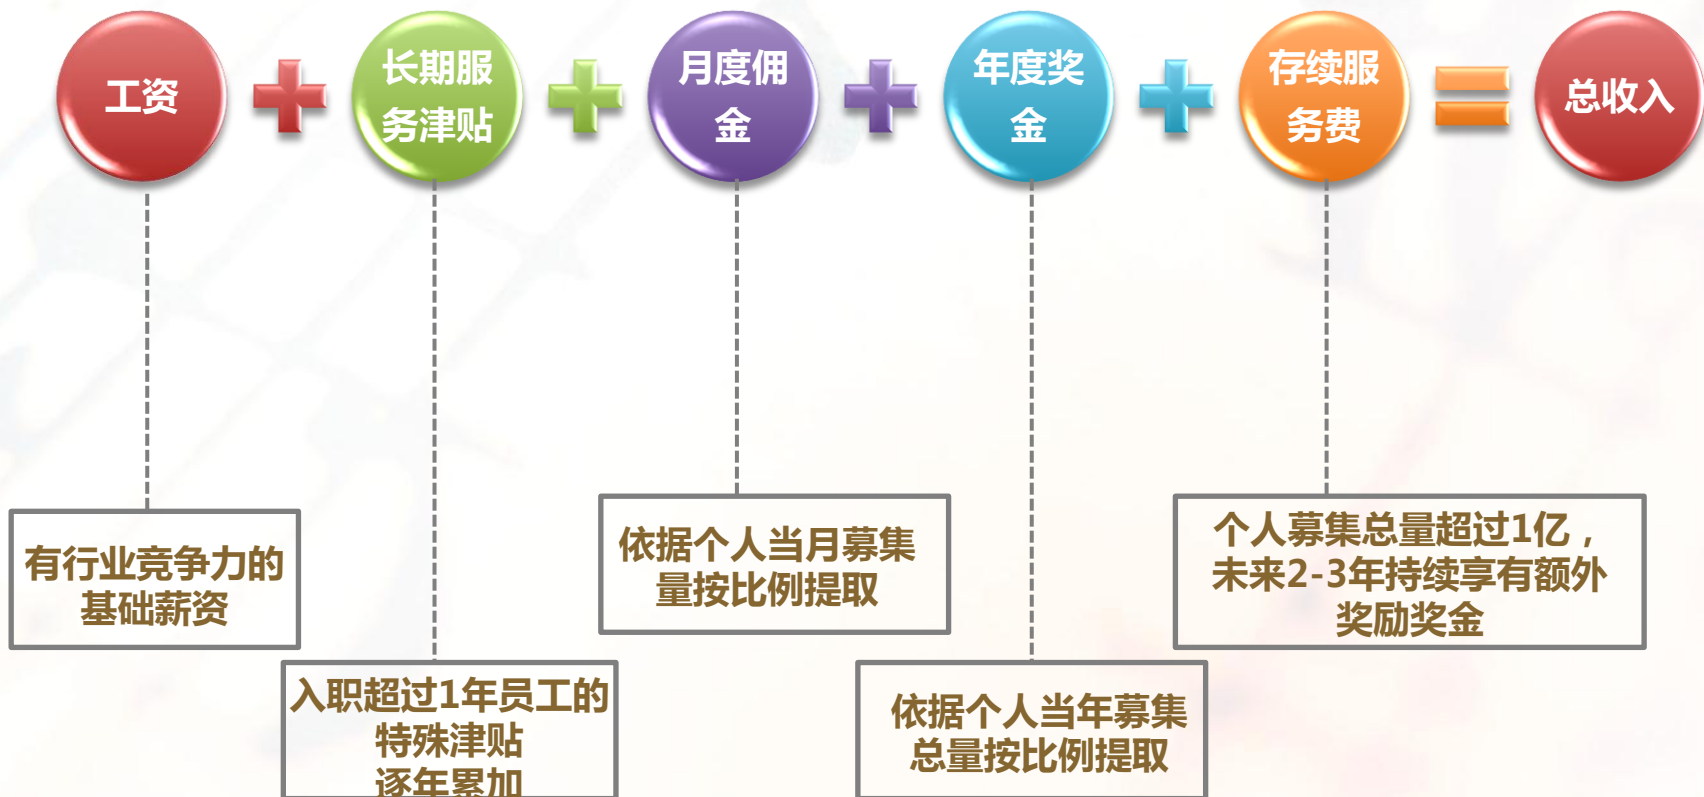 工资
长期服
务津贴
月度佣
金
年度奖
金
存续服
务费
总收入
有行业竞争力的
基础薪资
入职超过1年员工的
特殊津贴
逐年累加
依据个人当月募集
量按比例提取
依据个人当年募集
总量按比例提取
个人募集总量超过1亿，
未来2-3年持续享有额外
奖励奖金